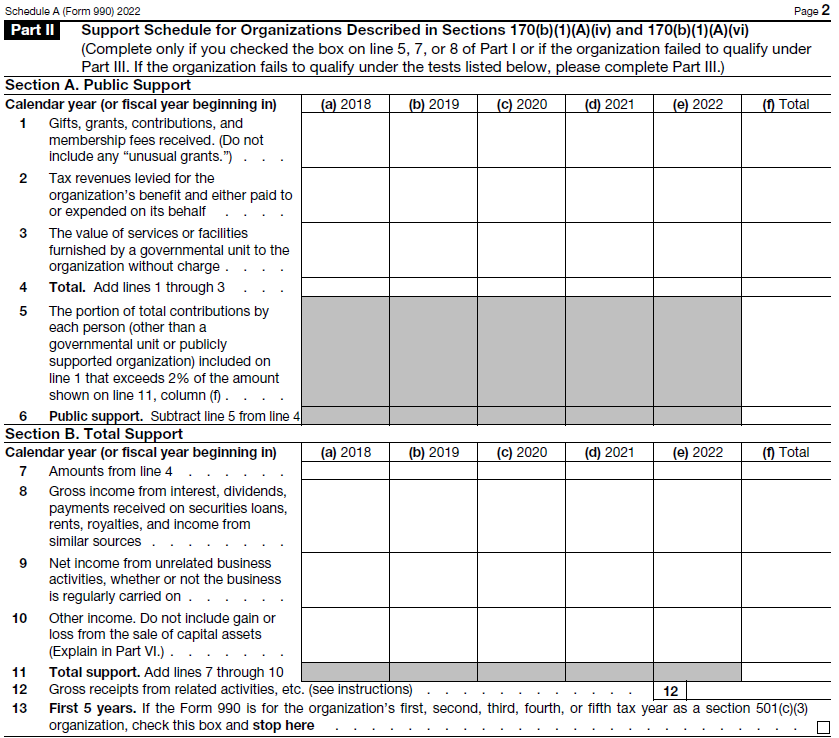 Schedule A (Form 990) 2022 Page 2
Part II Support Schedule for Organizations Described in Sections 170(b)(1)(A)(iv) and 170(b)(1)(A)(vi)
(Complete only if you checked the box on line 5, 7, or 8 of Part I or if the organization failed to qualify under
Part III. If the organization fails to qualify under the tests listed below, please complete Part III.)
Section A. Public Support
Calendar year (or fiscal year beginning in) (a) 2018 (b) 2019 (c) 2020 (d) 2021 (e) 2022 (f) Total
1 Gifts, grants, contributions, and
membership fees received. (Do not
include any “unusual grants.”) . . .
2 Tax revenues levied for the
organization’s benefit and either paid to
or expended on its behalf . . . .
3 The value of services or facilities
furnished by a governmental unit to the
organization without charge . . . .
4 Total. Add lines 1 through 3 . . .
5 The portion of total contributions by
each person (other than a
governmental unit or publicly
supported organization) included on
line 1 that exceeds 2% of the amount
shown on line 11, column (f) . . . .
6 Public support. Subtract line 5 from line 4
Section B. Total Support
Calendar year (or fiscal year beginning in) (a) 2018 (b) 2019 (c) 2020 (d) 2021 (e) 2022 (f) Total
7 Amounts from line 4 . . . . . .
8 Gross income from interest, dividends,
payments received on securities loans,
rents, royalties, and income from
similar sources . . . . . . . .
9 Net income from unrelated business
activities, whether or not the business
is regularly carried on . . . . . .
10 Other income. Do not include gain or
loss from the sale of capital assets
(Explain in Part VI.) . . . . . . .
11 Total support. Add lines 7 through 10
12 Gross receipts from related activities, etc. (see instructions) . . . . . . . . . . . . 12
13 First 5 years. If the Form 990 is for the organization’s first, second, third, fourth, or fifth tax year as a section 501(c)(3)
organization, check this box and stop here . . . . . . . . . . . . . . . . . . . . . . . . . .